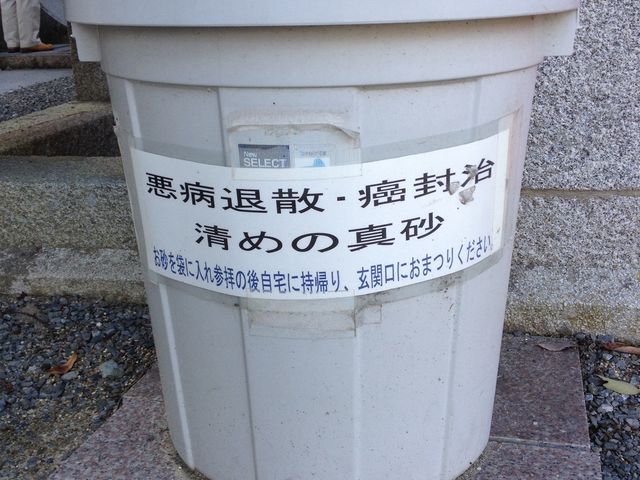 New
SELECT
悪病退散・癌封治
清めの真砂
お砂を袋に入れ参拝の後自宅に持帰り、玄関口におまつりください。